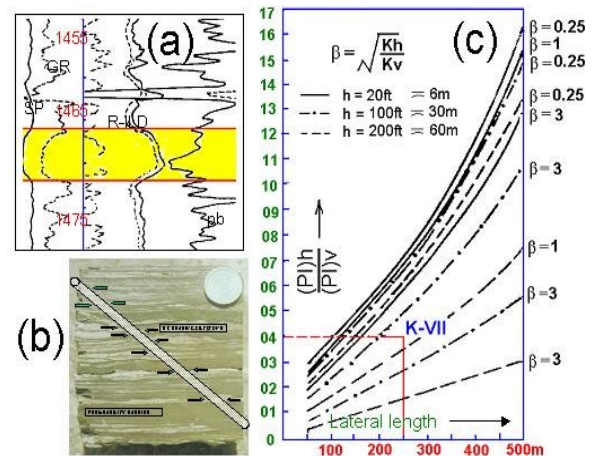 (a)
1455
GR
SP
1465
R-ILD
1475
ρb
(b)
17
16
15
14
13
12
11
10
09
08
07
06
05
04
03
02
01
0
(PI)h
(PI)v
(c)
β = √Kh
Kv
h = 20ft ≍ 6m
h = 100ft ≍ 30m
h = 200ft ≍ 60m
β = 0.25
β = 1
β = 0.25
β = 0.25
β = 3
β = 3
β = 1
β = 3
β = 3
K-VII
Lateral length
100
200
300
400
500m